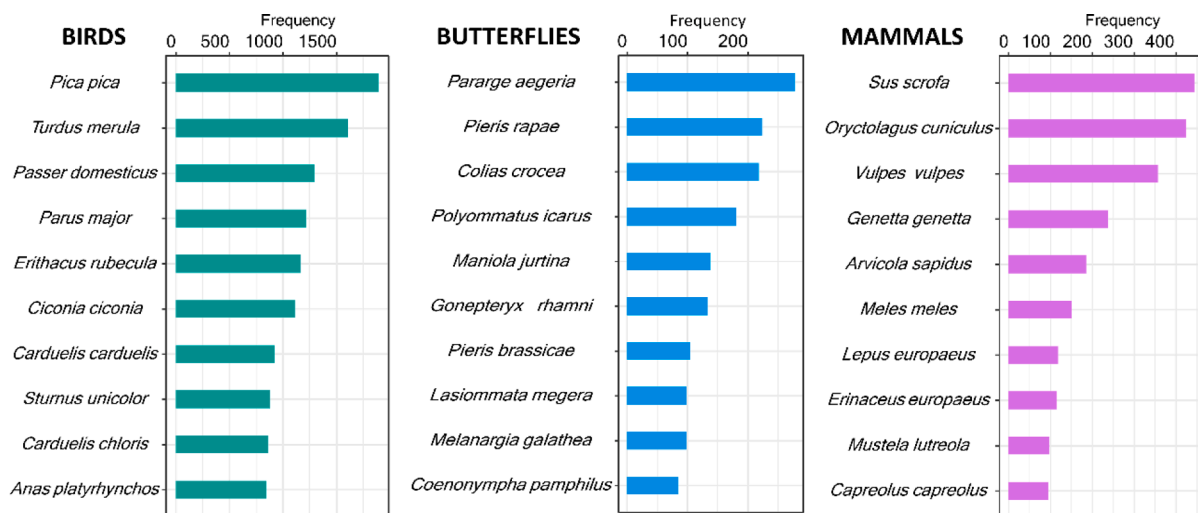 BIRDS
Frequency
0 500 1000 1500
Pica pica
Turdus merula
Passer domesticus
Parus major
Erithacus rubecula
Ciconia ciconia
Carduelis carduelis
Sturnus unicolor
Carduelis chloris
Anas platyrhynchos
BUTTERFLIES
Frequency
0 100 200
Pararge aegeria
Pieris rapae
Colias crocea
Polyommatus icarus
Maniola jurtina
Gonepteryx rhamni
Pieris brassicae
Lasiommata megera
Melanargia galathea
Coenonympha pamphilus
MAMMALS
Frequency
0 100 200 300 400
Sus scrofa
Oryctolagus cuniculus
Vulpes vulpes
Genetta genetta
Arvicola sapidus
Meles meles
Lepus europaeus
Erinaceus europaeus
Mustela lutreola
Capreolus capreolus